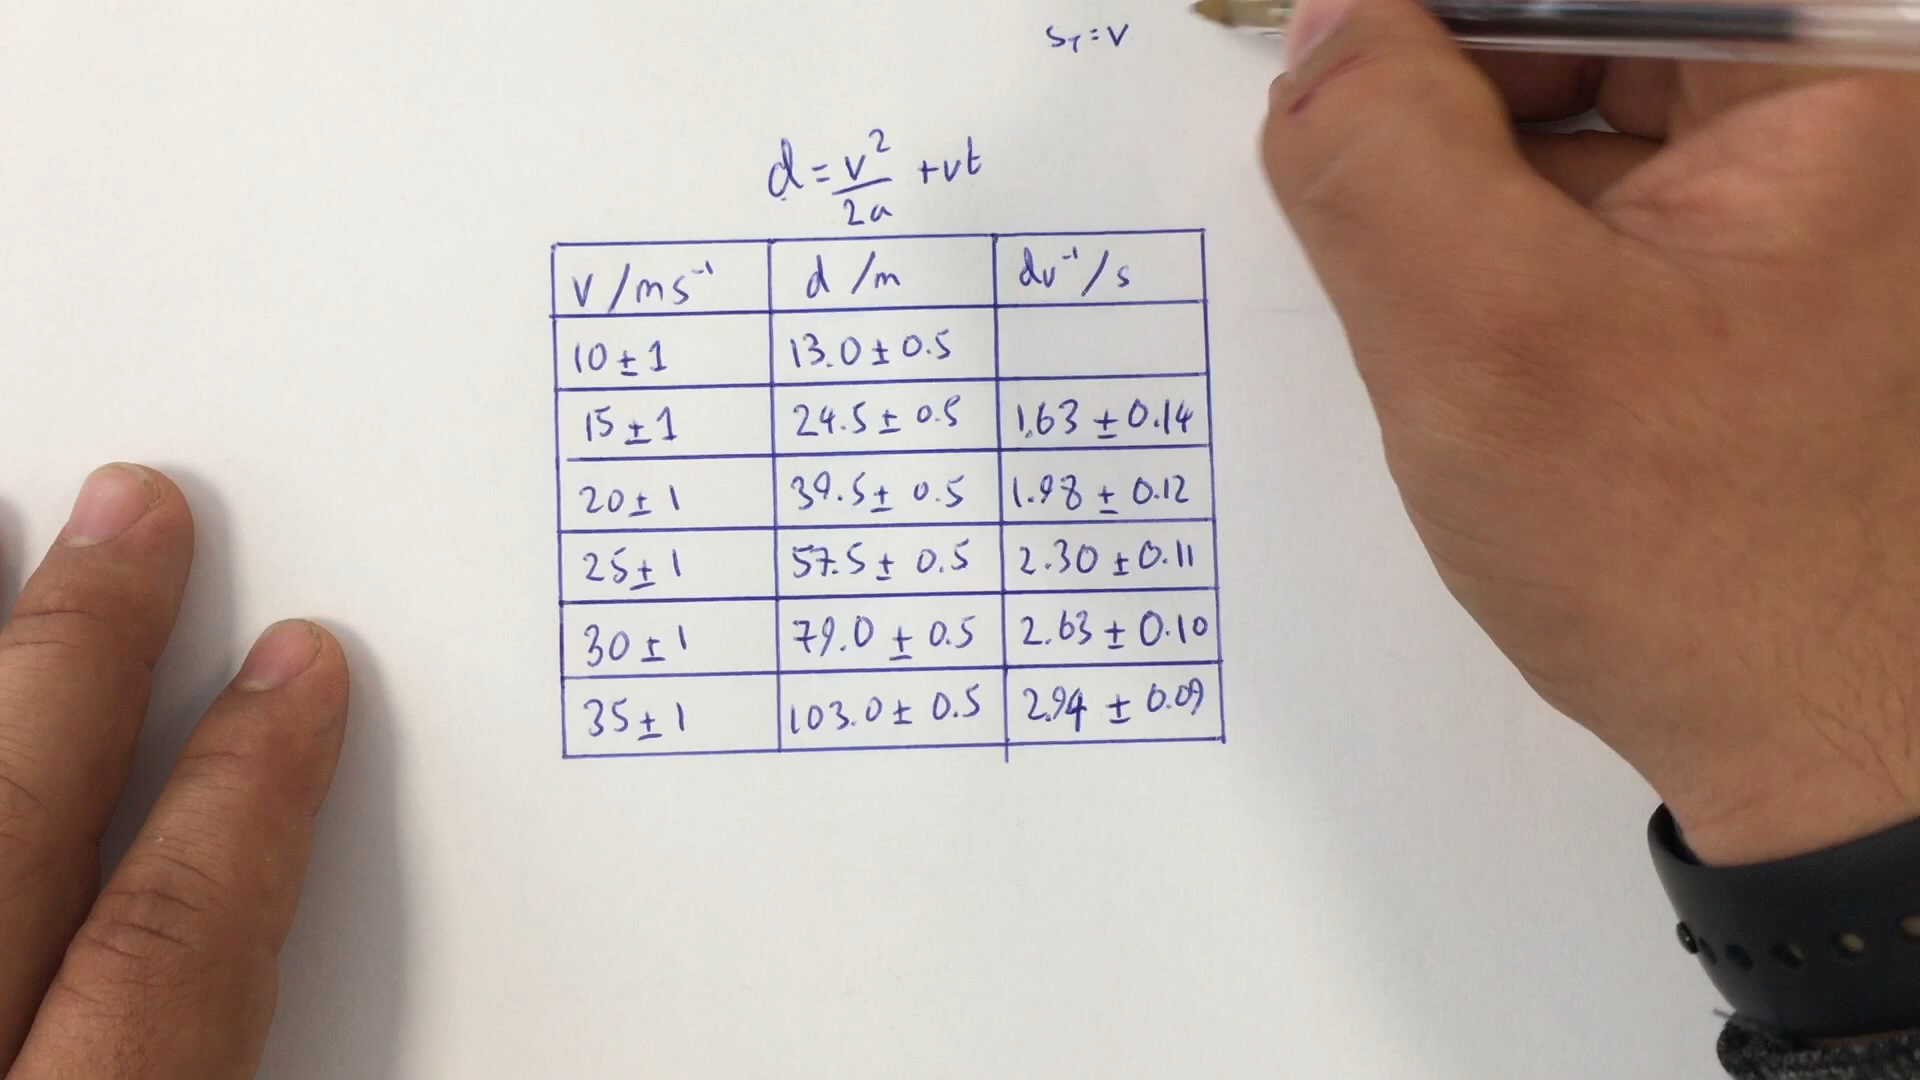 s_T = v
d = v²/2a + vt
v /ms⁻¹ d /m dv⁻¹/s
10 ± 1 13.0 ± 0.5
15 ± 1 24.5 ± 0.5 1.63 ± 0.14
20 ± 1 39.5 ± 0.5 1.98 ± 0.12
25 ± 1 57.5 ± 0.5 2.30 ± 0.11
30 ± 1 79.0 ± 0.5 2.63 ± 0.10
35 ± 1 103.0 ± 0.5 2.94 ± 0.09